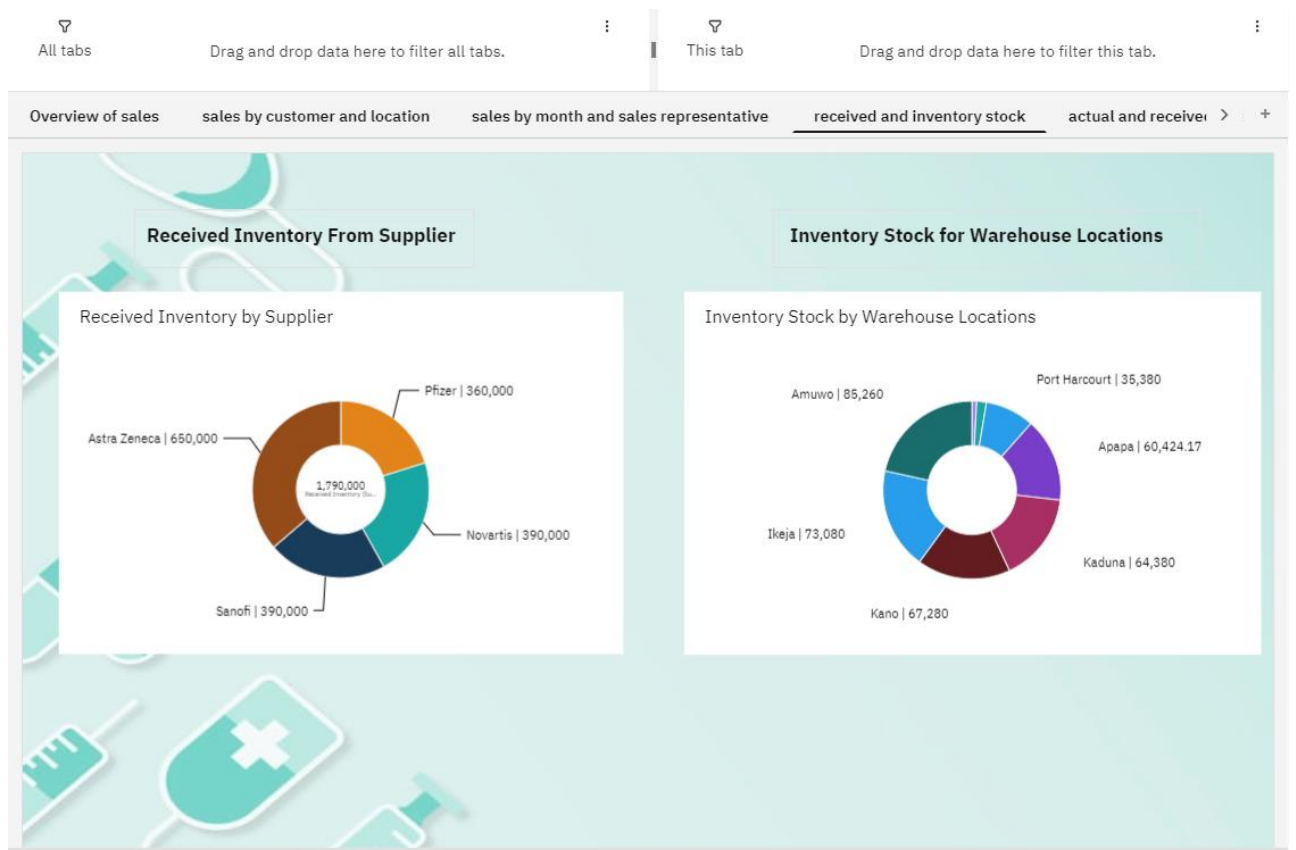 All tabs
Drag and drop data here to filter all tabs.
This tab
Drag and drop data here to filter this tab.
Overview of sales
sales by customer and location
sales by month and sales representative
received and inventory stock
actual and receive
+
Received Inventory From Supplier
Inventory Stock for Warehouse Locations
Received Inventory by Supplier
Pfizer | 360,000
Astra Zeneca | 650,000
1,790,000
Received Inventory Stu...
Novartis | 390,000
Sanofi | 390,000
Inventory Stock by Warehouse Locations
Port Harcourt | 35,380
Amuwo | 85,260
Apapa | 60,424.17
Ikeja | 73,080
Kaduna | 64,380
Kano | 67,280